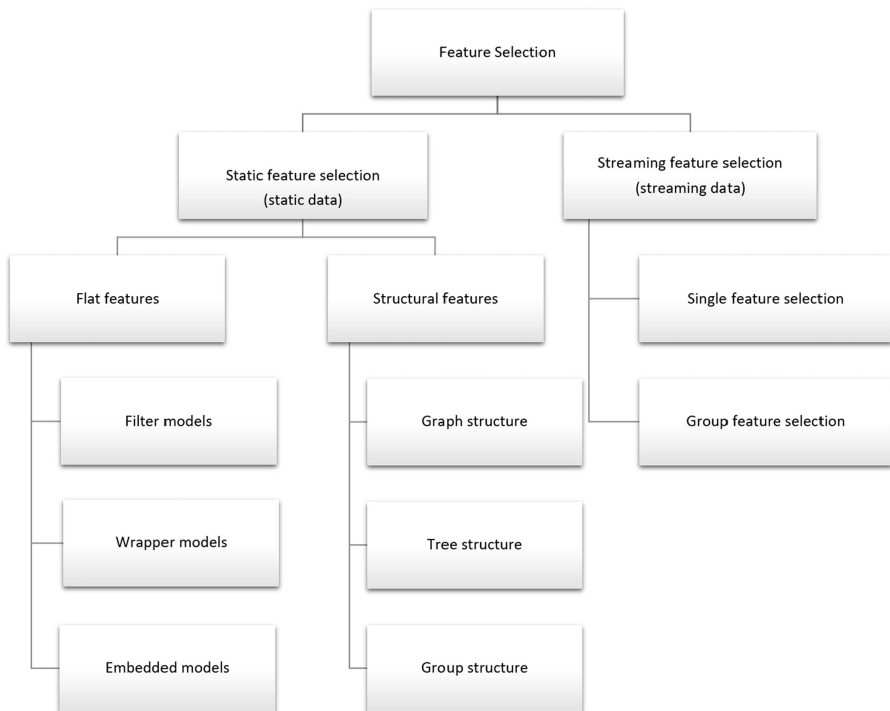 Feature Selection
Static feature selection
(static data)
Streaming feature selection
(streaming data)
Flat features
Structural features
Single feature selection
Filter models
Graph structure
Group feature selection
Wrapper models
Tree structure
Embedded models
Group structure